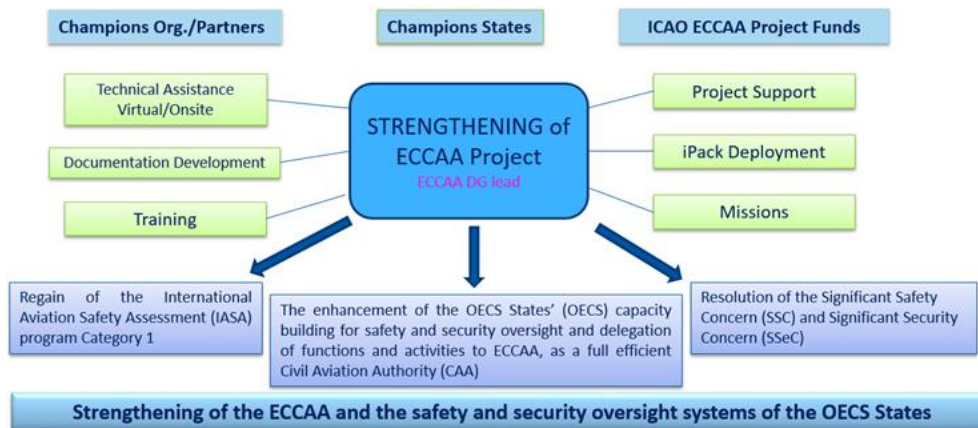 Champions Org./Partners
Champions States
ICAO ECCAA Project Funds
Technical Assistance
Virtual/Onsite
Documentation Development
Training
STRENGTHENING of
ECCAA Project
ECCAA DG lead
Project Support
iPack Deployment
Missions
Regain of the International
Aviation Safety Assessment (IASA)
program Category 1
The enhancement of the OECS States' (OECS) capacity
building for safety and security oversight and delegation
of functions and activities to ECCAA, as a full efficient
Civil Aviation Authority (CAA)
Resolution of the Significant Safety
Concern (SSC) and Significant Security
Concern (SSeC)
Strengthening of the ECCAA and the safety and security oversight systems of the OECS States